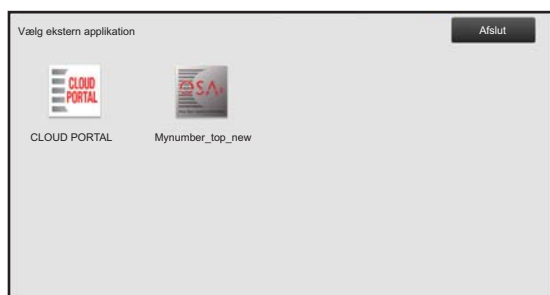 Vælg ekstern applikation
Afslut
CLOUD
PORTAL
OSA
CLOUD PORTAL
Mynumber_top_new